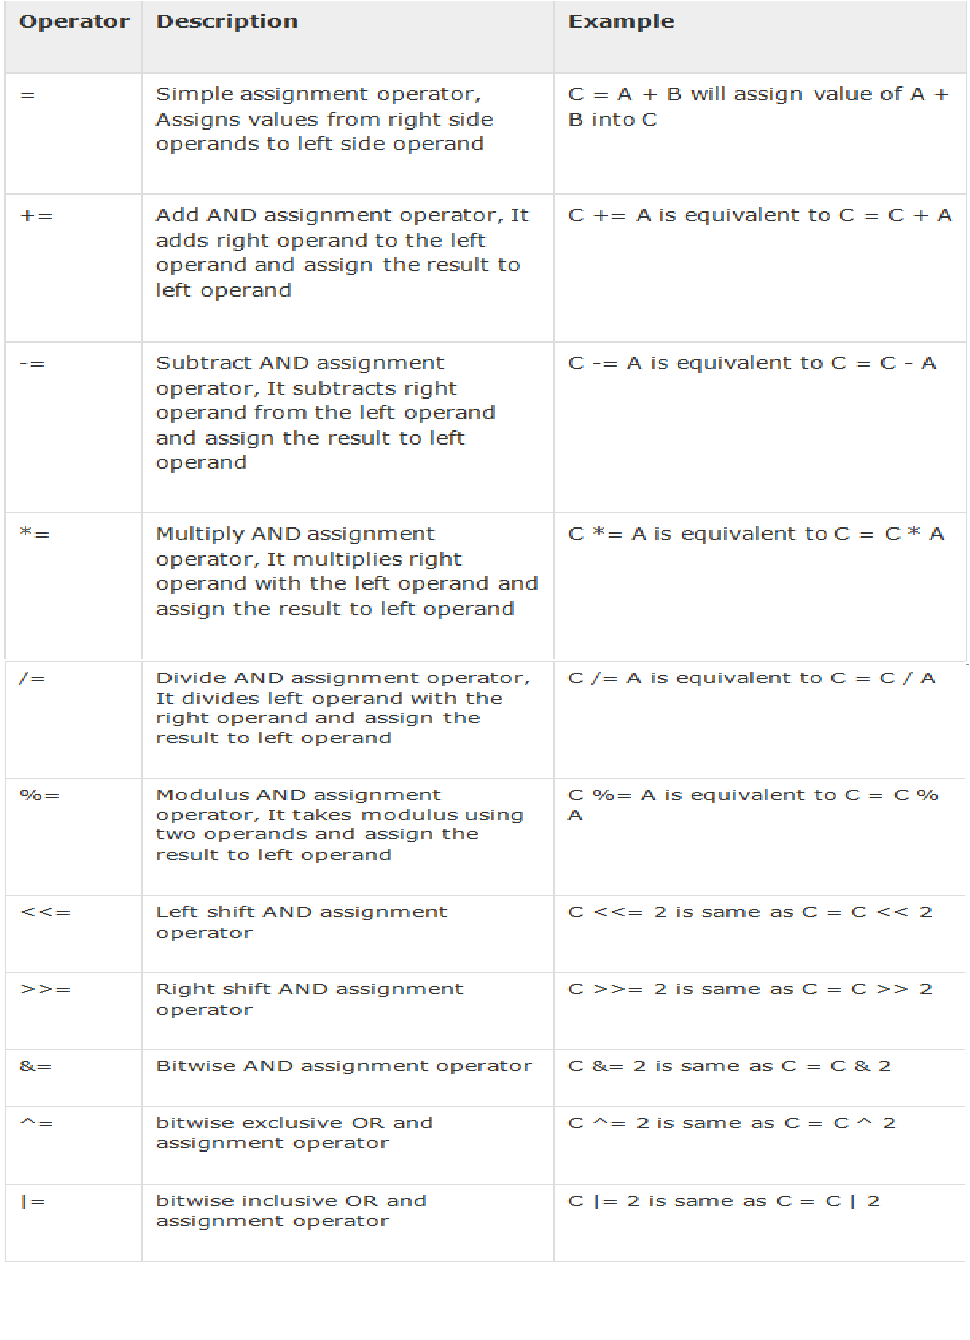 Operator Description Example
= Simple assignment operator, C = A + B will assign value of A +
Assigns values from right side B into C
operands to left side operand
+= Add AND assignment operator, It C += A is equivalent to C = C + A
adds right operand to the left
operand and assign the result to
left operand
-= Subtract AND assignment C -= A is equivalent to C = C - A
operator, It subtracts right
operand from the left operand
and assign the result to left
operand
*= Multiply AND assignment C *= A is equivalent to C = C * A
operator, It multiplies right
operand with the left operand and
assign the result to left operand
/= Divide AND assignment operator, C /= A is equivalent to C = C / A
It divides left operand with the
right operand and assign the
result to left operand
%= Modulus AND assignment C %= A is equivalent to C = C %
operator, It takes modulus using A
two operands and assign the
result to left operand
<<= Left shift AND assignment C <<= 2 is same as C = C << 2
operator
>>= Right shift AND assignment C >>= 2 is same as C = C >> 2
operator
&= Bitwise AND assignment operator C &= 2 is same as C = C & 2
^= bitwise exclusive OR and C ^= 2 is same as C = C ^ 2
assignment operator
|= bitwise inclusive OR and C |= 2 is same as C = C | 2
assignment operator